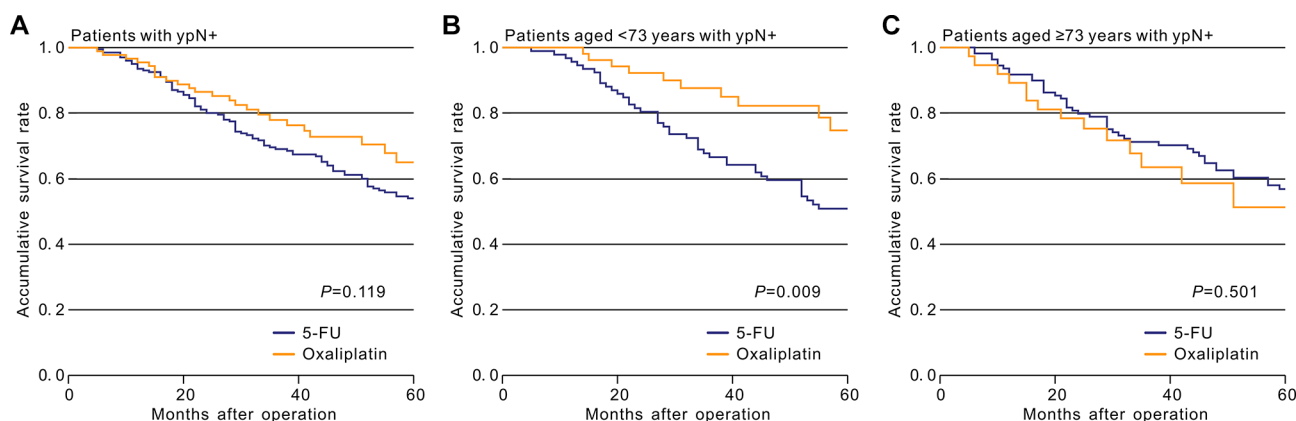 A
Patients with ypN+
Accumulative survival rate
1.0
0.8
0.6
0.4
0.2
0.0
P=0.119
5-FU
Oxaliplatin
0 20 40 60
Months after operation
B
Patients aged <73 years with ypN+
Accumulative survival rate
1.0
0.8
0.6
0.4
0.2
0.0
P=0.009
5-FU
Oxaliplatin
0 20 40 60
Months after operation
C
Patients aged ≥73 years with ypN+
Accumulative survival rate
1.0
0.8
0.6
0.4
0.2
0.0
P=0.501
5-FU
Oxaliplatin
0 20 40 60
Months after operation